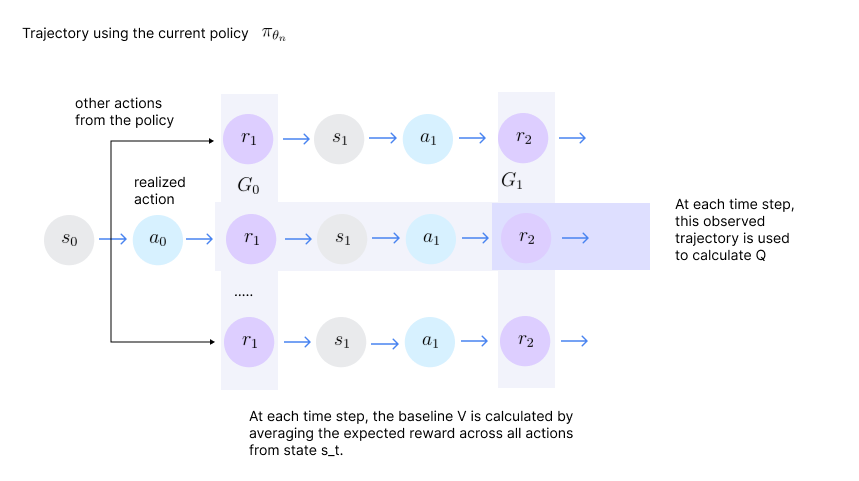 Trajectory using the current policy π_θ_n
other actions
from the policy
r_1 s_1 a_1 r_2
realized
action
G_0 G_1
s_0 a_0 r_1 s_1 a_1 r_2
At each time step,
this observed
trajectory is used
to calculate Q
.....
r_1 s_1 a_1 r_2
At each time step, the baseline V is calculated by
averaging the expected reward across all actions
from state s_t.